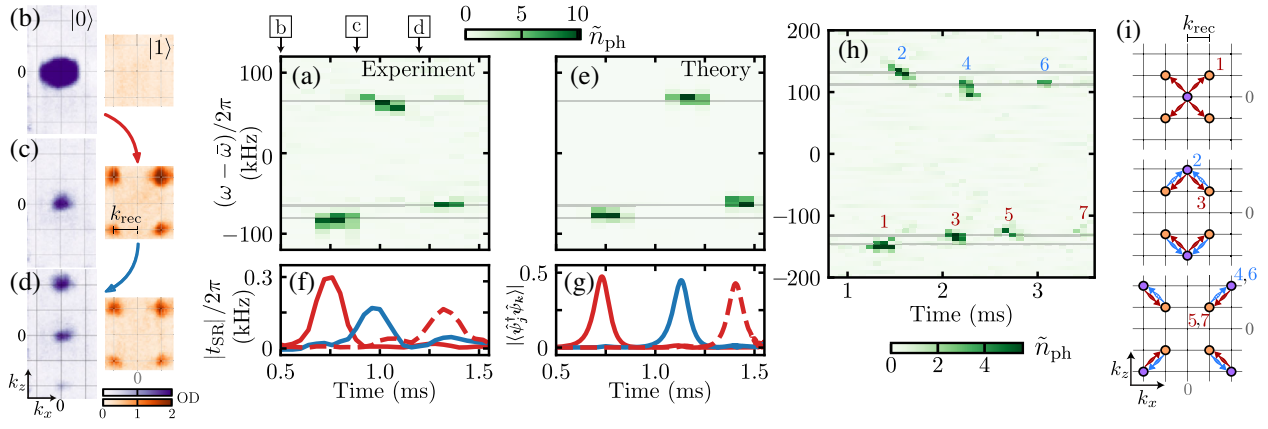 (b)
|0⟩
0
|1⟩
(c)
0
k_rec
(d)
0
k_z
k_x
0
0
OD
0 1 2
b c d
0 5 10
ñ_ph
(a) Experiment
100
0
−100
(ω − ω̄)/2π
(kHz)
(e) Theory
(f)
0.3
0
|t_SR|/2π
(kHz)
0.5 1.0 1.5
Time (ms)
(g)
0.5
0
|⟨ψ̂†_j ψ̂_k⟩|
0.5 1.0 1.5
Time (ms)
(h)
200
100
0
−100
−200
2 4 6
1 3 5 7
1 2 3
Time (ms)
0 2 4
ñ_ph
(i)
k_rec
1
0
2
3
0
4,6
5,7
0
k_z
k_x
0